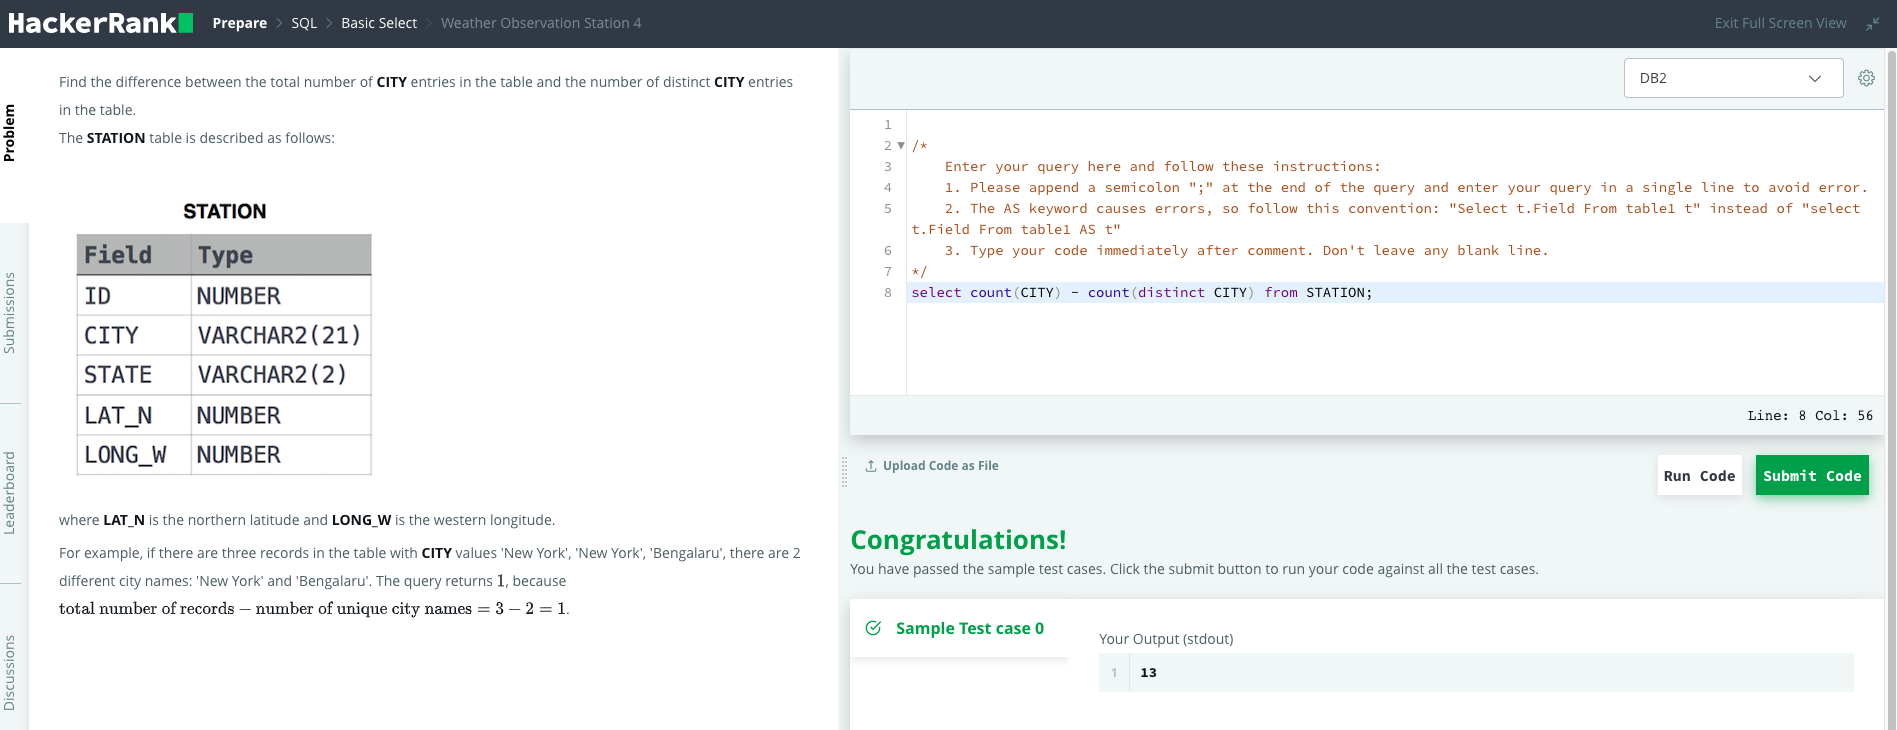 HackerRank Prepare > SQL > Basic Select > Weather Observation Station 4 Exit Full Screen View
Problem
Submissions
Leaderboard
Discussions
Find the difference between the total number of CITY entries in the table and the number of distinct CITY entries
in the table.
The STATION table is described as follows:
STATION
Field Type
ID NUMBER
CITY VARCHAR2(21)
STATE VARCHAR2(2)
LAT_N NUMBER
LONG_W NUMBER
where LAT_N is the northern latitude and LONG_W is the western longitude.
For example, if there are three records in the table with CITY values 'New York', 'New York', 'Bengalaru', there are 2
different city names: 'New York' and 'Bengalaru'. The query returns 1, because
total number of records − number of unique city names = 3 − 2 = 1.
DB2
1
2 /*
3 Enter your query here and follow these instructions:
4 1. Please append a semicolon ";" at the end of the query and enter your query in a single line to avoid error.
5 2. The AS keyword causes errors, so follow this convention: "Select t.Field From table1 t" instead of "select
t.Field From table1 AS t"
6 3. Type your code immediately after comment. Don't leave any blank line.
7 */
8 select count(CITY) - count(distinct CITY) from STATION;
Line: 8 Col: 56
Upload Code as File
Run Code Submit Code
Congratulations!
You have passed the sample test cases. Click the submit button to run your code against all the test cases.
Sample Test case 0
Your Output (stdout)
1 13